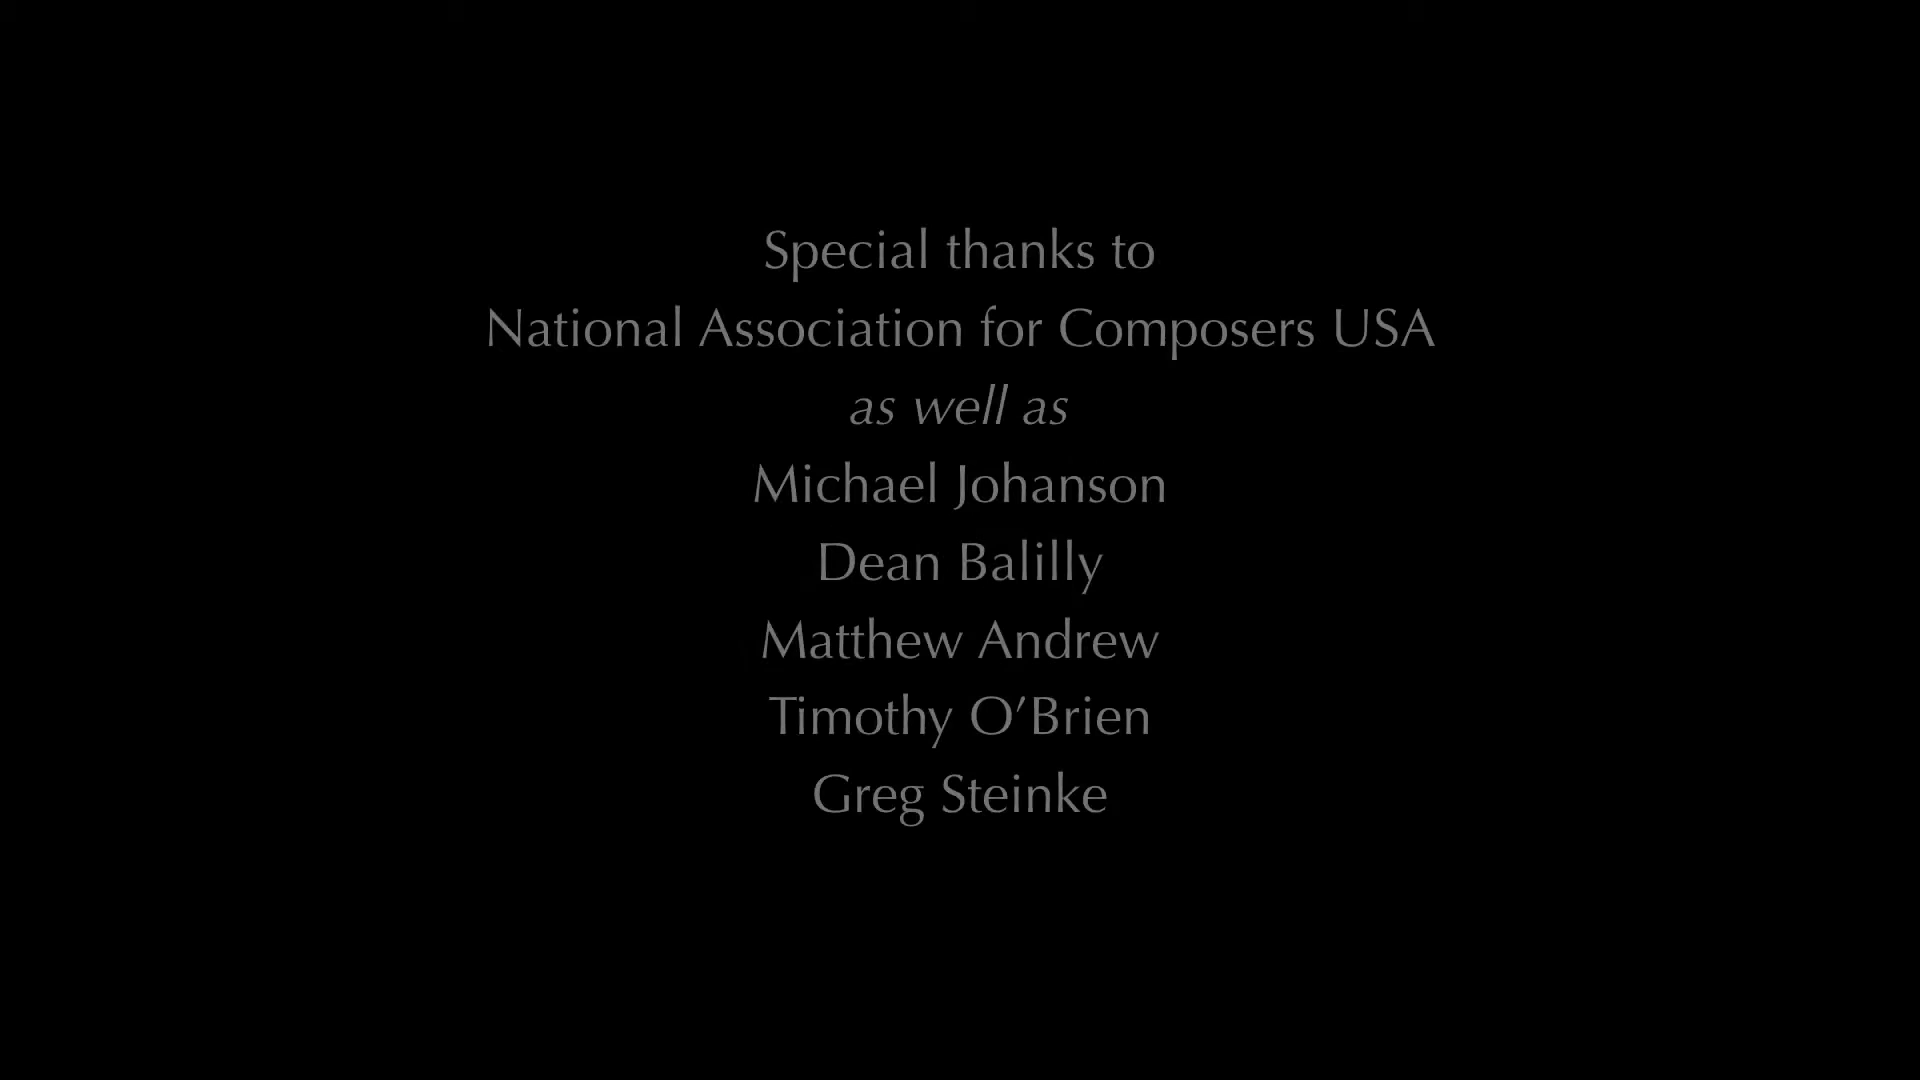 Special thanks to
National Association for Composers USA
as well as
Michael Johanson
Dean Balilly
Matthew Andrew
Timothy O’Brien
Greg Steinke